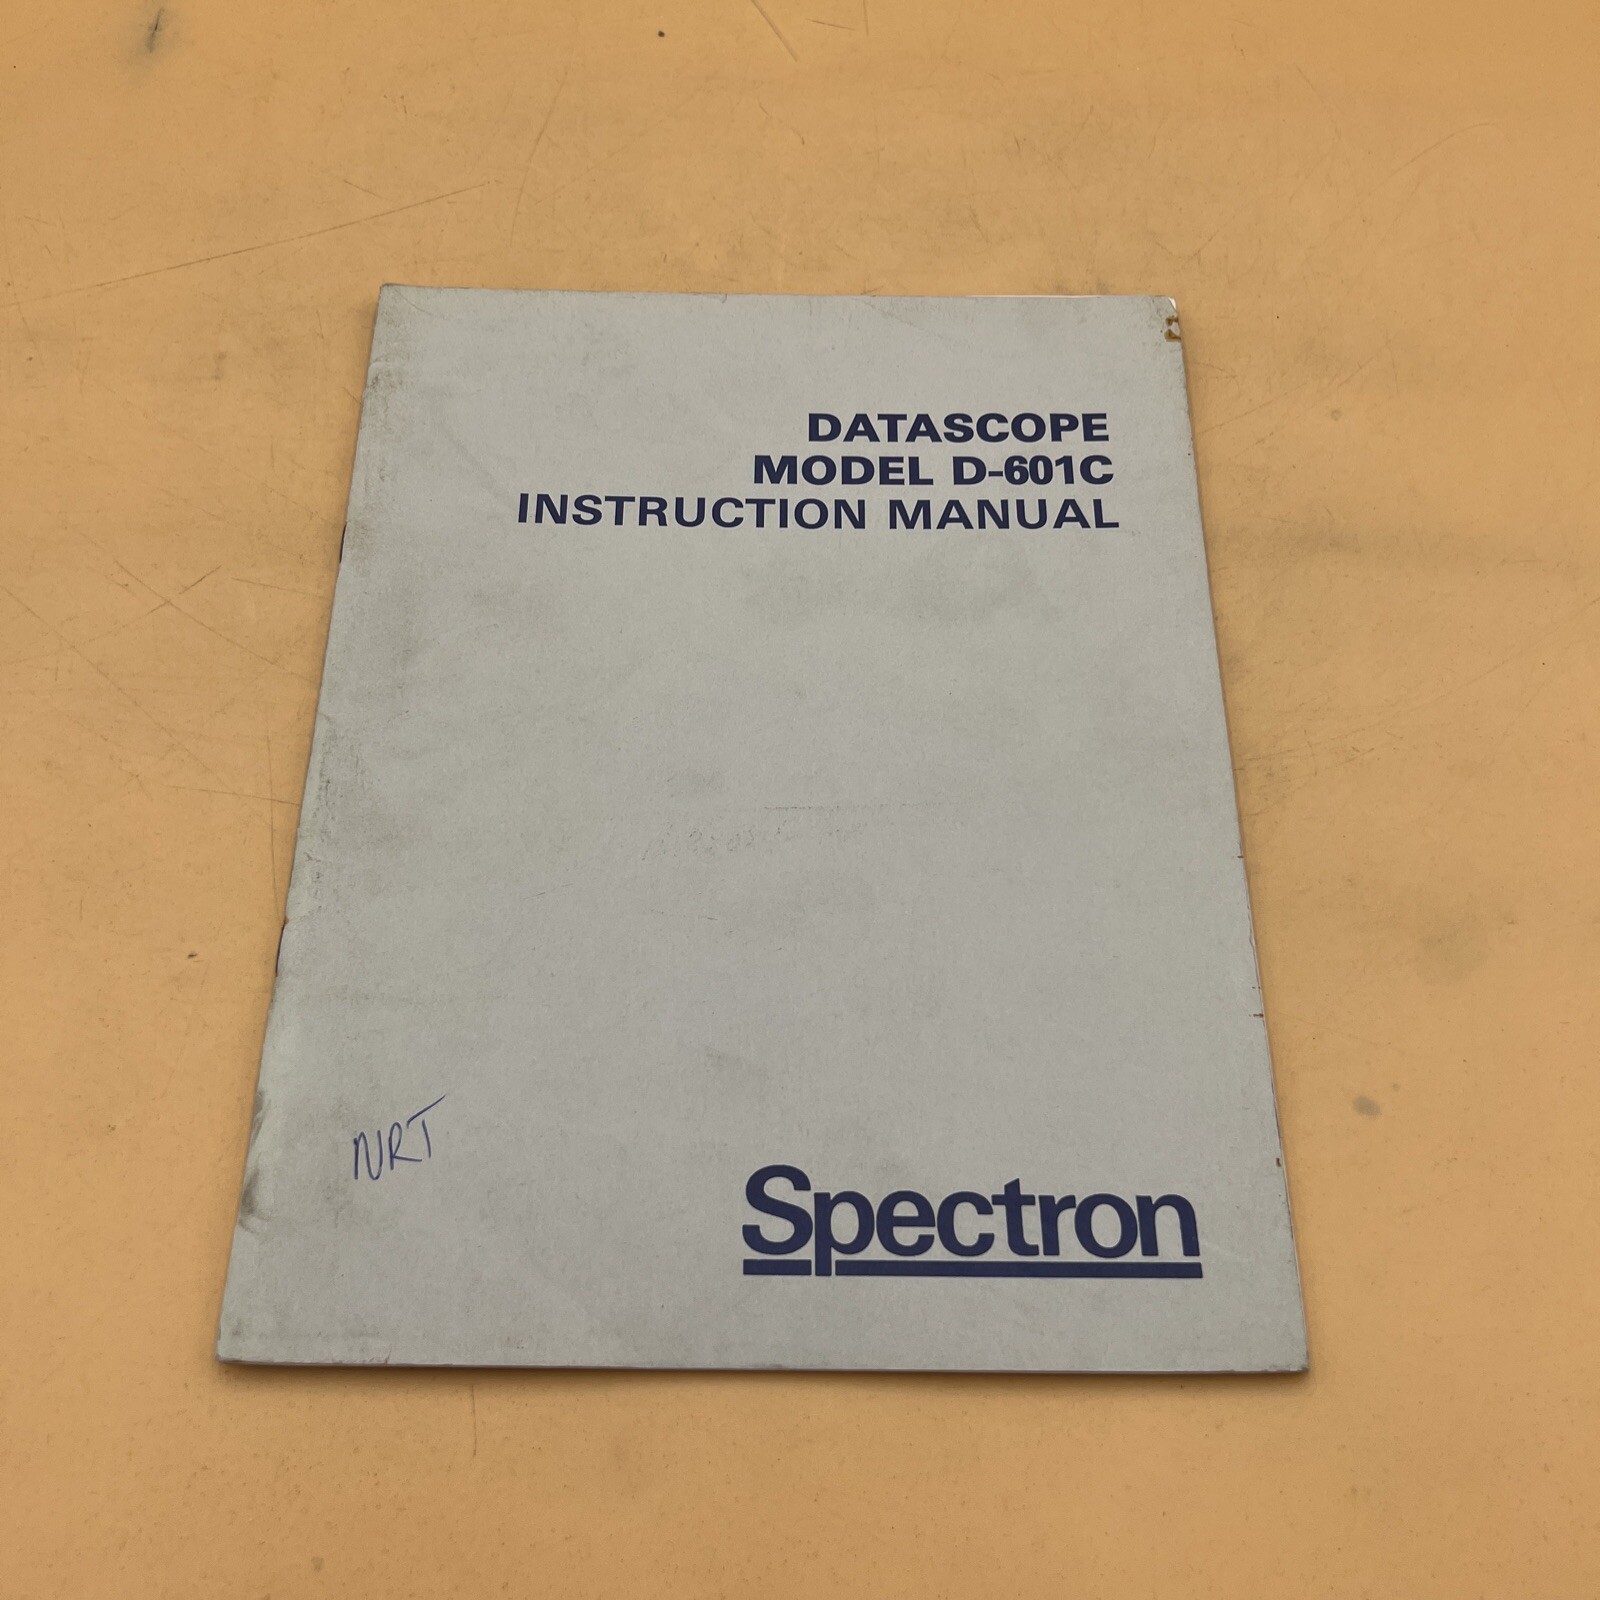 DATASCOPE
MODEL D-601C
INSTRUCTION MANUAL
NRT
Spectron